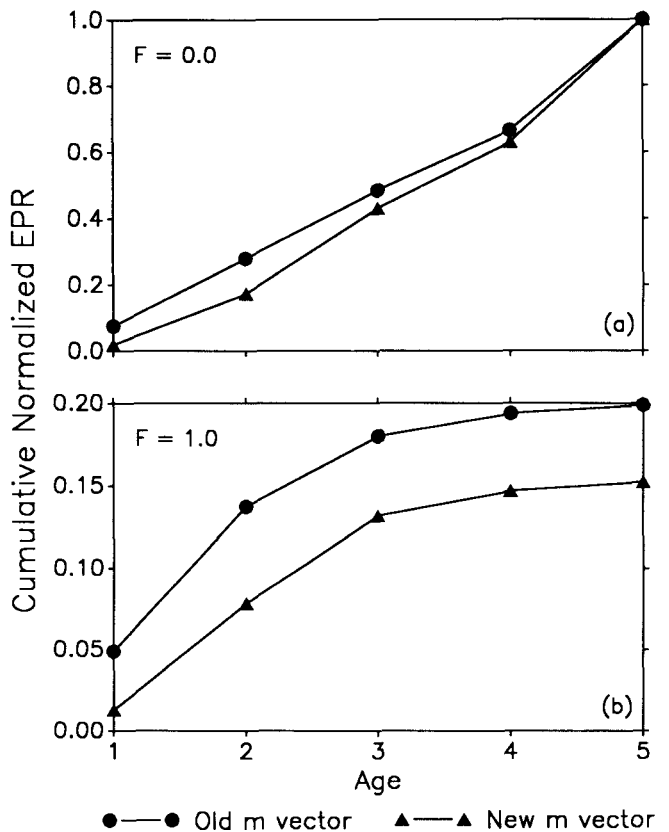 Cumulative Normalized EPR
1.0
0.8
0.6
0.4
0.2
0.0
F = 0.0
(a)
0.20
0.15
0.10
0.05
0.00
F = 1.0
(b)
1 2 3 4 5
Age
Old m vector New m vector